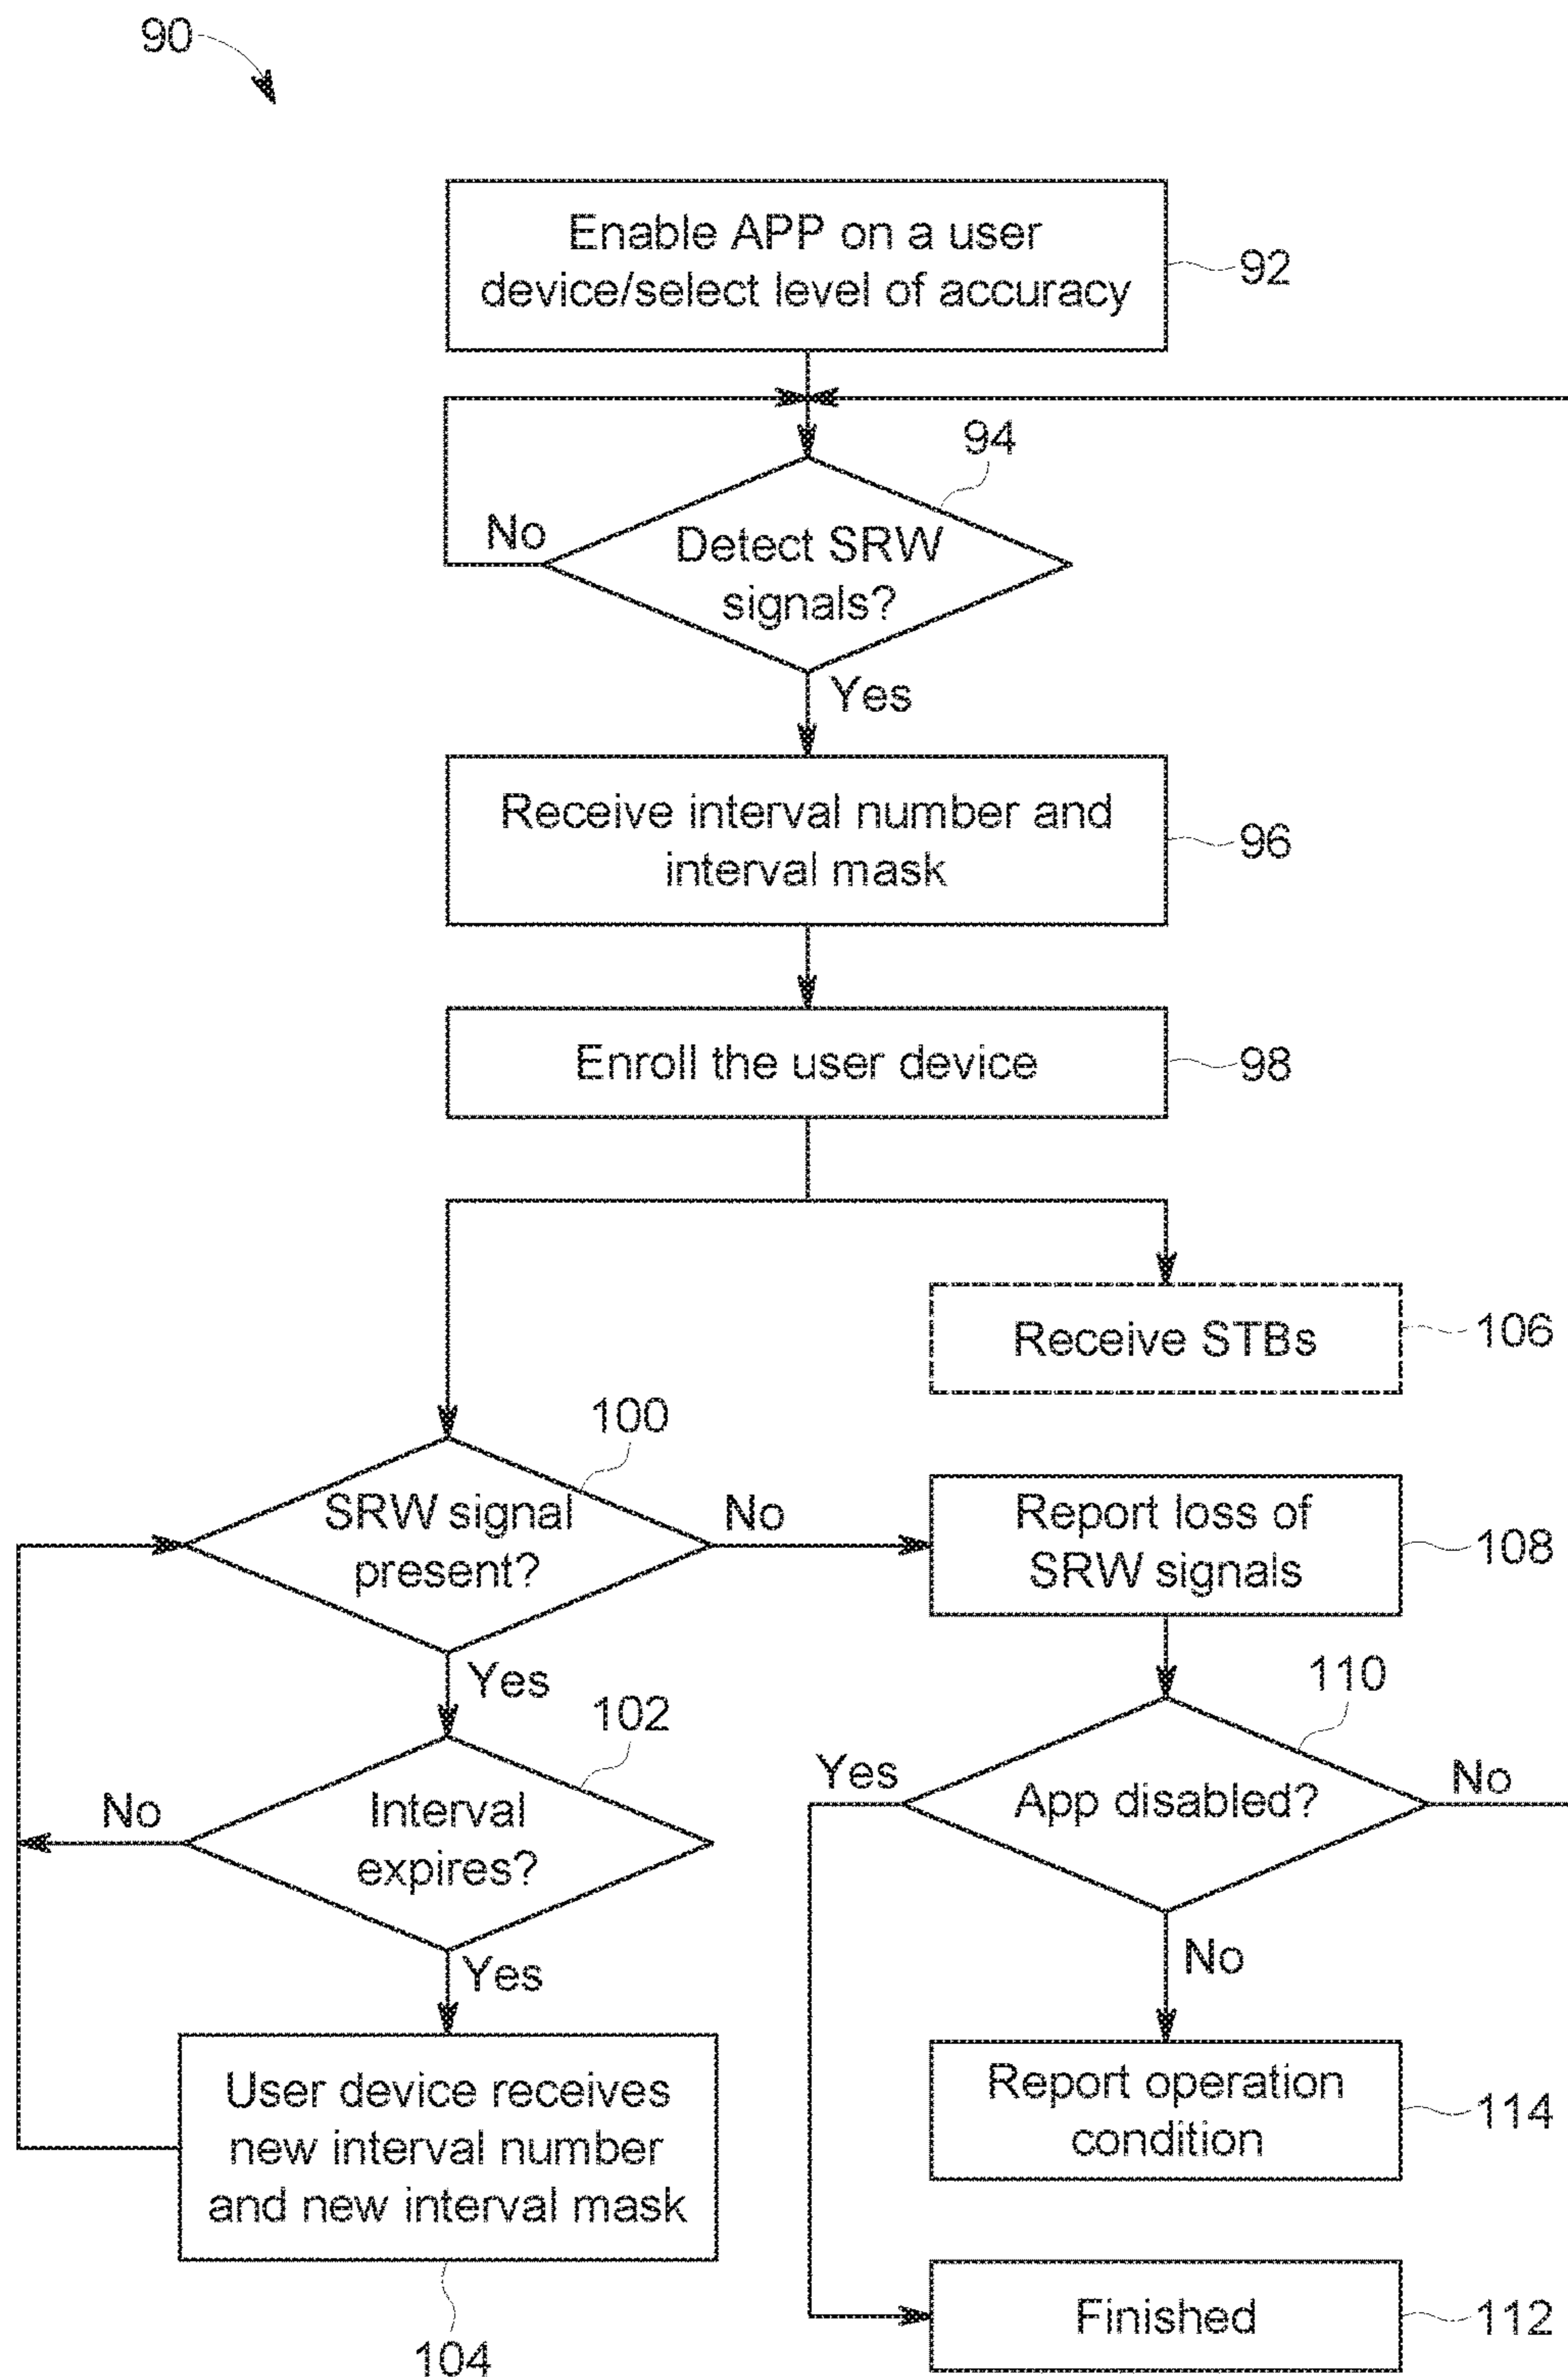 90
Enable APP on a user
device/select level of accuracy
92
94
No
Detect SRW
signals?
Yes
Receive interval number and
interval mask
96
Enroll the user device
98
Receive STBs
106
100
SRW signal
present?
No
Report loss of
SRW signals
108
Yes
102
110
No
Interval
expires?
Yes
App disabled?
No
Yes
No
User device receives
new interval number
and new interval mask
104
Report operation
condition
114
Finished
112